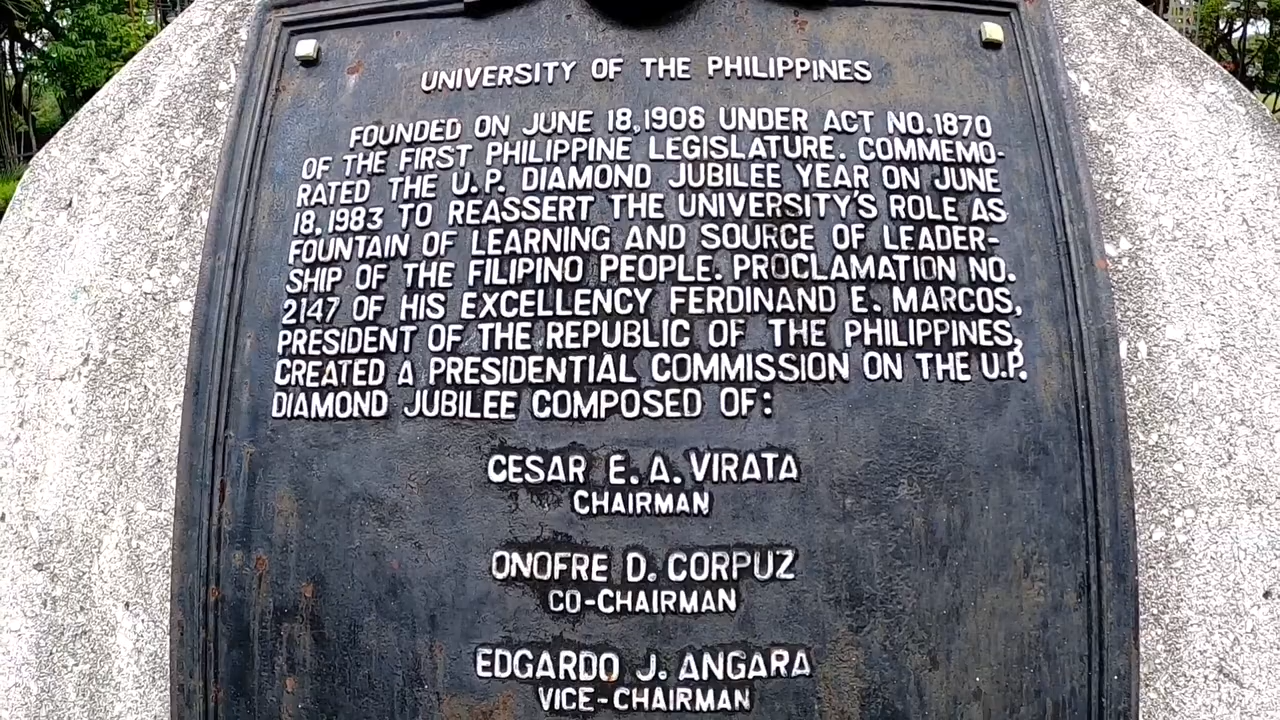 UNIVERSITY OF THE PHILIPPINES
FOUNDED ON JUNE 18, 1908 UNDER ACT NO. 1870
OF THE FIRST PHILIPPINE LEGISLATURE. COMMEMO-
RATED THE U.P. DIAMOND JUBILEE YEAR ON JUNE
18, 1983 TO REASSERT THE UNIVERSITY'S ROLE AS
FOUNTAIN OF LEARNING AND SOURCE OF LEADER-
SHIP OF THE FILIPINO PEOPLE. PROCLAMATION NO.
2147 OF HIS EXCELLENCY FERDINAND E. MARCOS,
PRESIDENT OF THE REPUBLIC OF THE PHILIPPINES,
CREATED A PRESIDENTIAL COMMISSION ON THE U.P.
DIAMOND JUBILEE COMPOSED OF:
CESAR E. A. VIRATA
CHAIRMAN
ONOFRE D. CORPUZ
CO-CHAIRMAN
EDGARDO J. ANGARA
VICE-CHAIRMAN